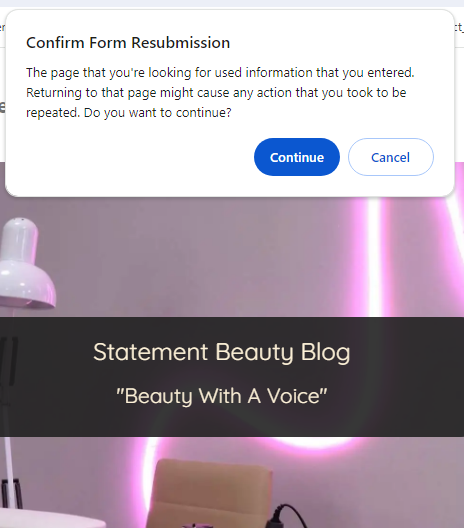 Confirm Form Resubmission
The page that you're looking for used information that you entered.
Returning to that page might cause any action that you took to be
repeated. Do you want to continue?
Continue Cancel
Statement Beauty Blog
"Beauty With A Voice"